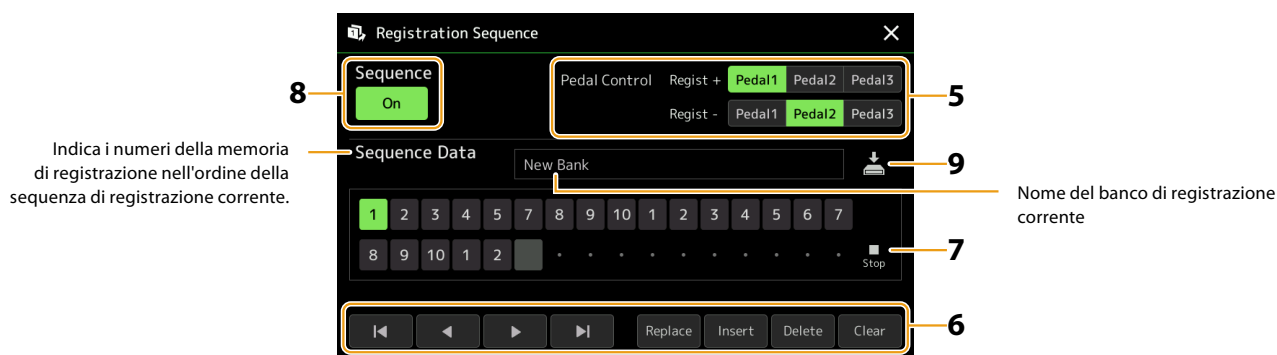 Registration Sequence
Sequence
On
8
Pedal Control Regist + Pedal1 Pedal2 Pedal3
Regist - Pedal1 Pedal2 Pedal3
5
Indica i numeri della memoria
di registrazione nell'ordine della
sequenza di registrazione corrente.
Sequence Data
New Bank
9
Nome del banco di registrazione
corrente
1 2 3 4 5 7 8 9 10 1 2 3 4 5 6 7
8 9 10 1 2
Stop
7
Replace Insert Delete Clear
6